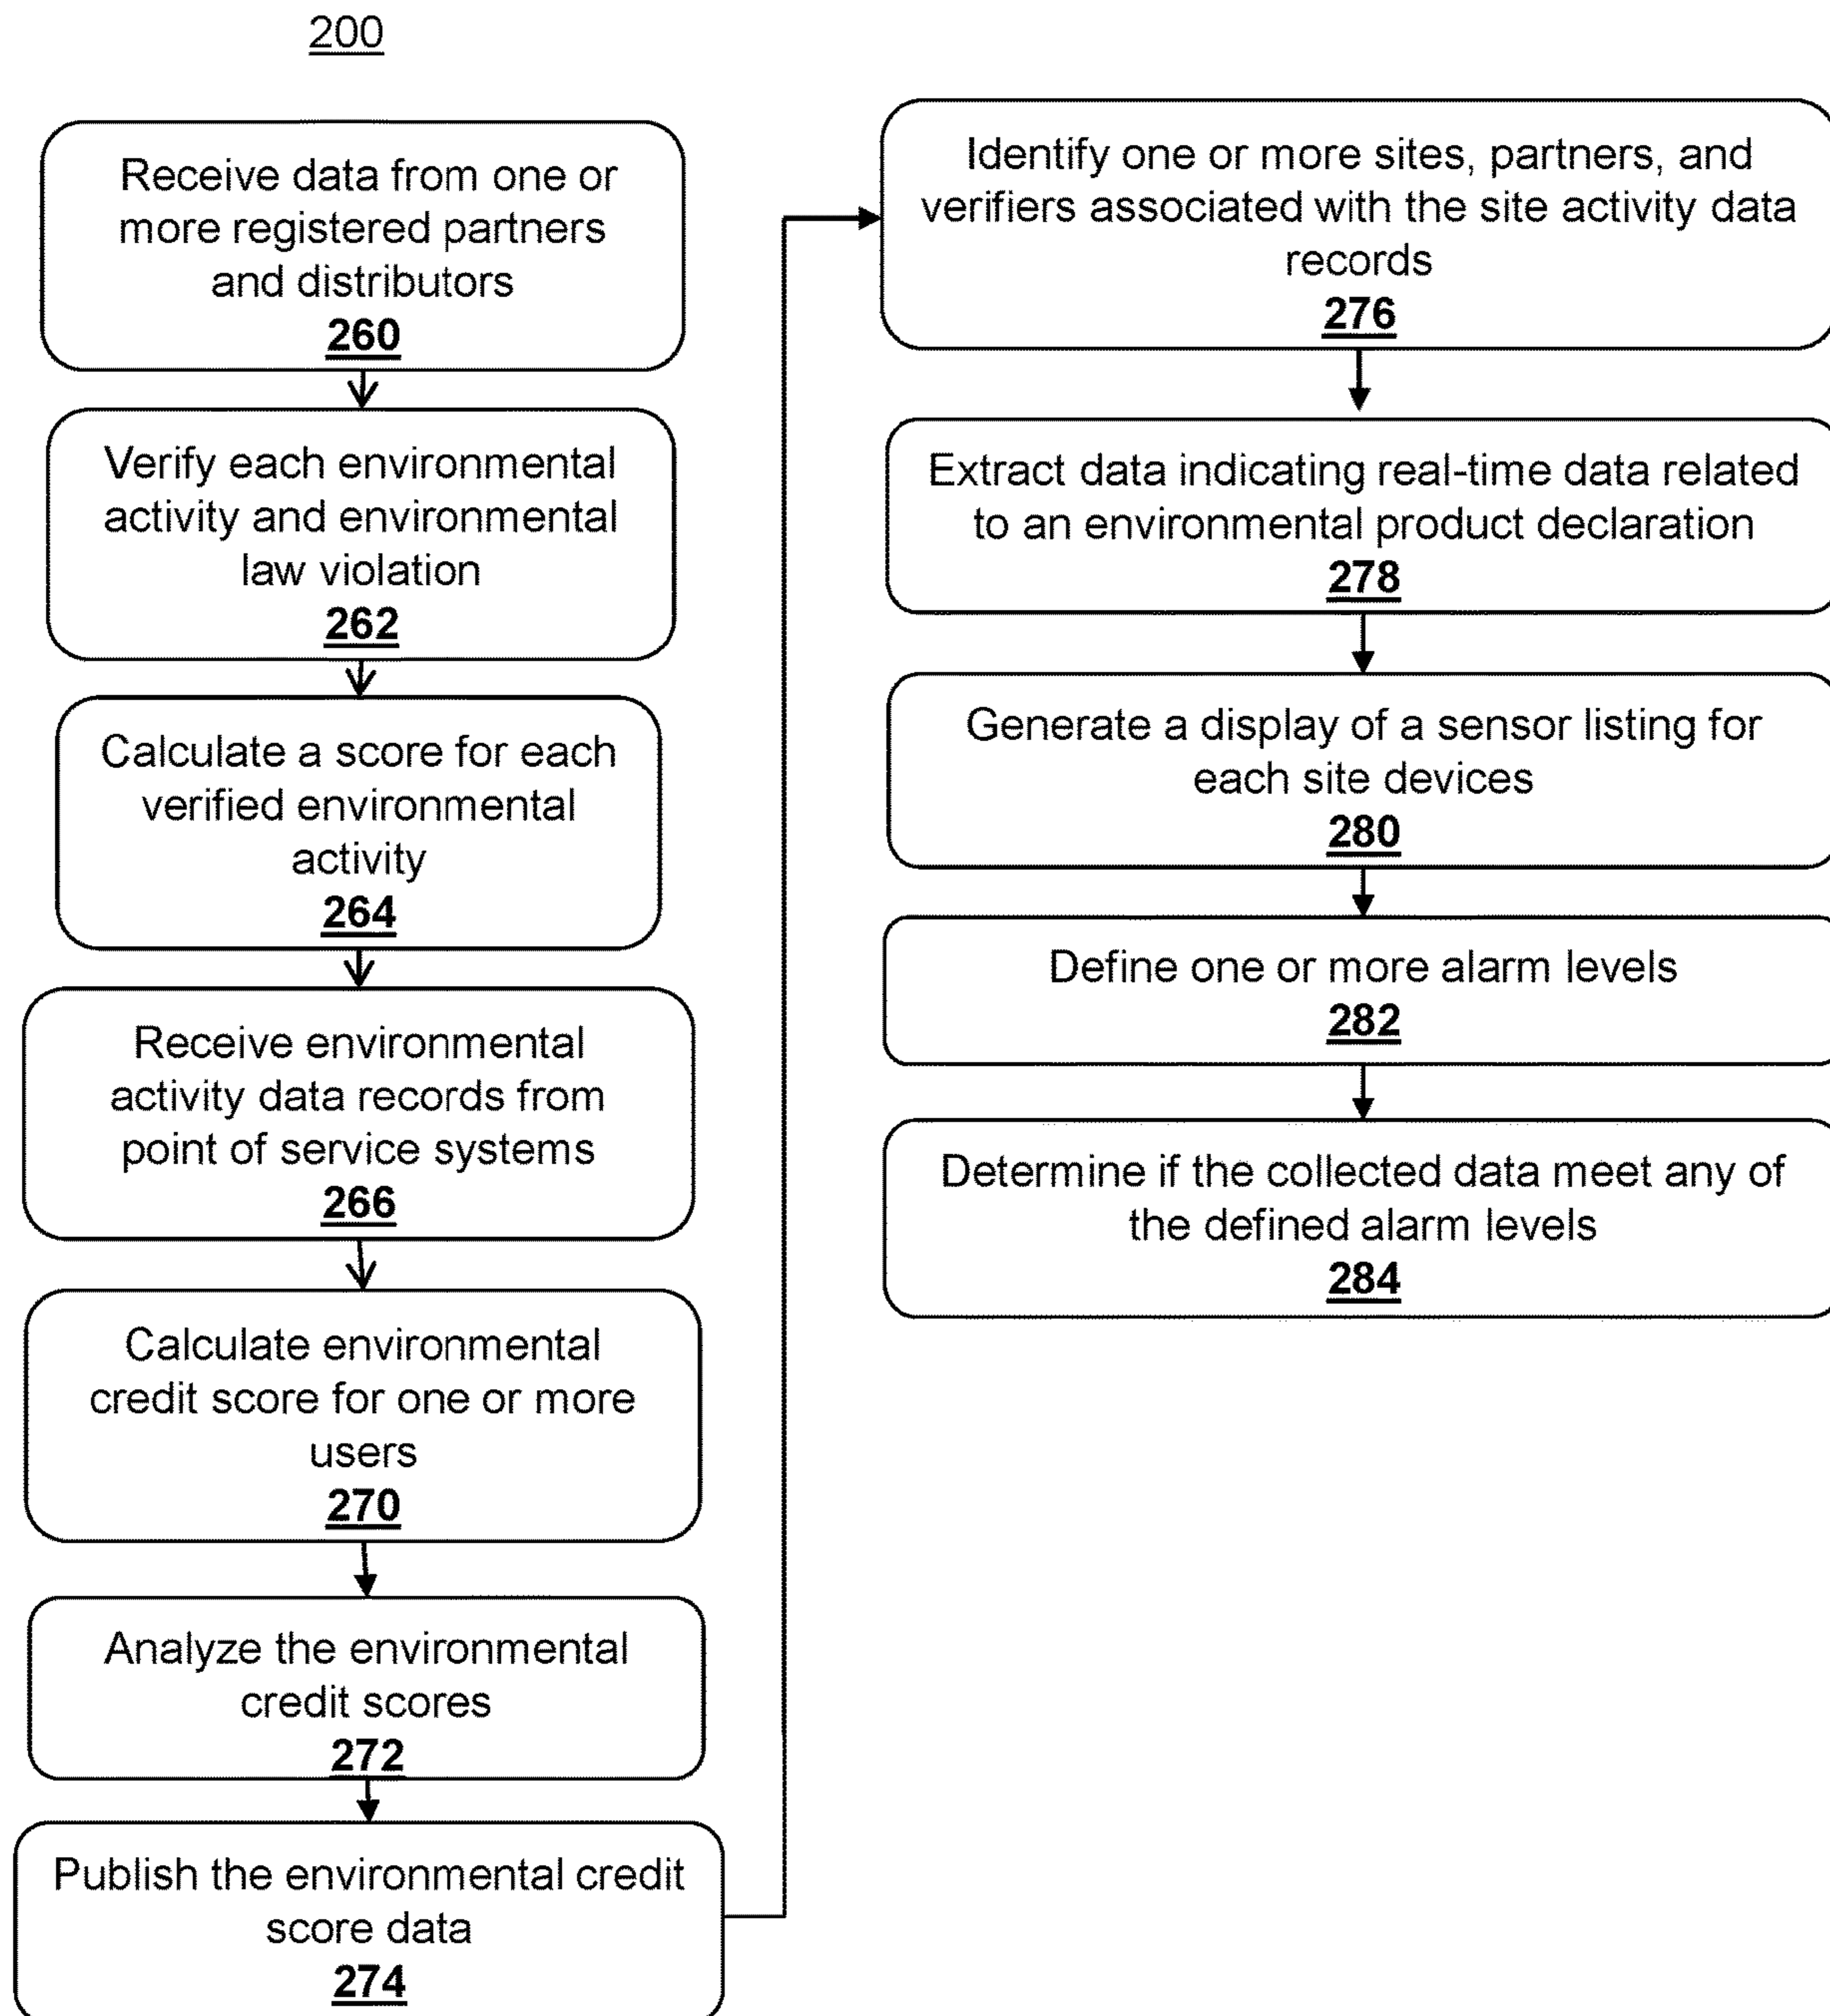 200
Receive data from one or
more registered partners
and distributors
260
Verify each environmental
activity and environmental
law violation
262
Calculate a score for each
verified environmental
activity
264
Receive environmental
activity data records from
point of service systems
266
Calculate environmental
credit score for one or more
users
270
Analyze the environmental
credit scores
272
Publish the environmental credit
score data
274
Identify one or more sites, partners, and
verifiers associated with the site activity data
records
276
Extract data indicating real-time data related
to an environmental product declaration
278
Generate a display of a sensor listing for
each site devices
280
Define one or more alarm levels
282
Determine if the collected data meet any of
the defined alarm levels
284